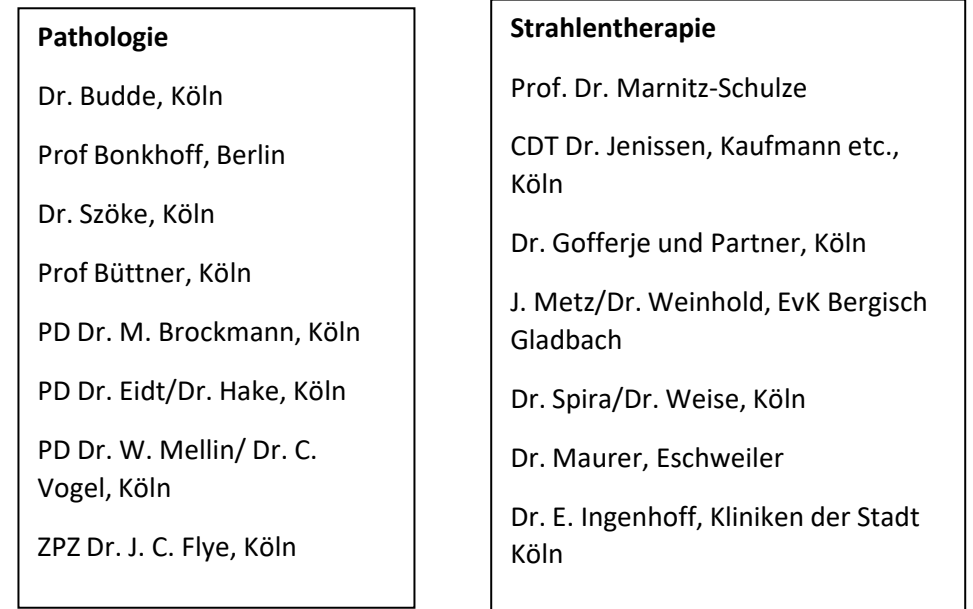 Pathologie
Dr. Budde, Köln
Prof Bonkhoff, Berlin
Dr. Szöke, Köln
Prof Büttner, Köln
PD Dr. M. Brockmann, Köln
PD Dr. Eidt/Dr. Hake, Köln
PD Dr. W. Mellin/ Dr. C.
Vogel, Köln
ZPZ Dr. J. C. Flye, Köln
Strahlentherapie
Prof. Dr. Marnitz-Schulze
CDT Dr. Jenissen, Kaufmann etc.,
Köln
Dr. Gofferje und Partner, Köln
J. Metz/Dr. Weinhold, EvK Bergisch
Gladbach
Dr. Spira/Dr. Weise, Köln
Dr. Maurer, Eschweiler
Dr. E. Ingenhoff, Kliniken der Stadt
Köln